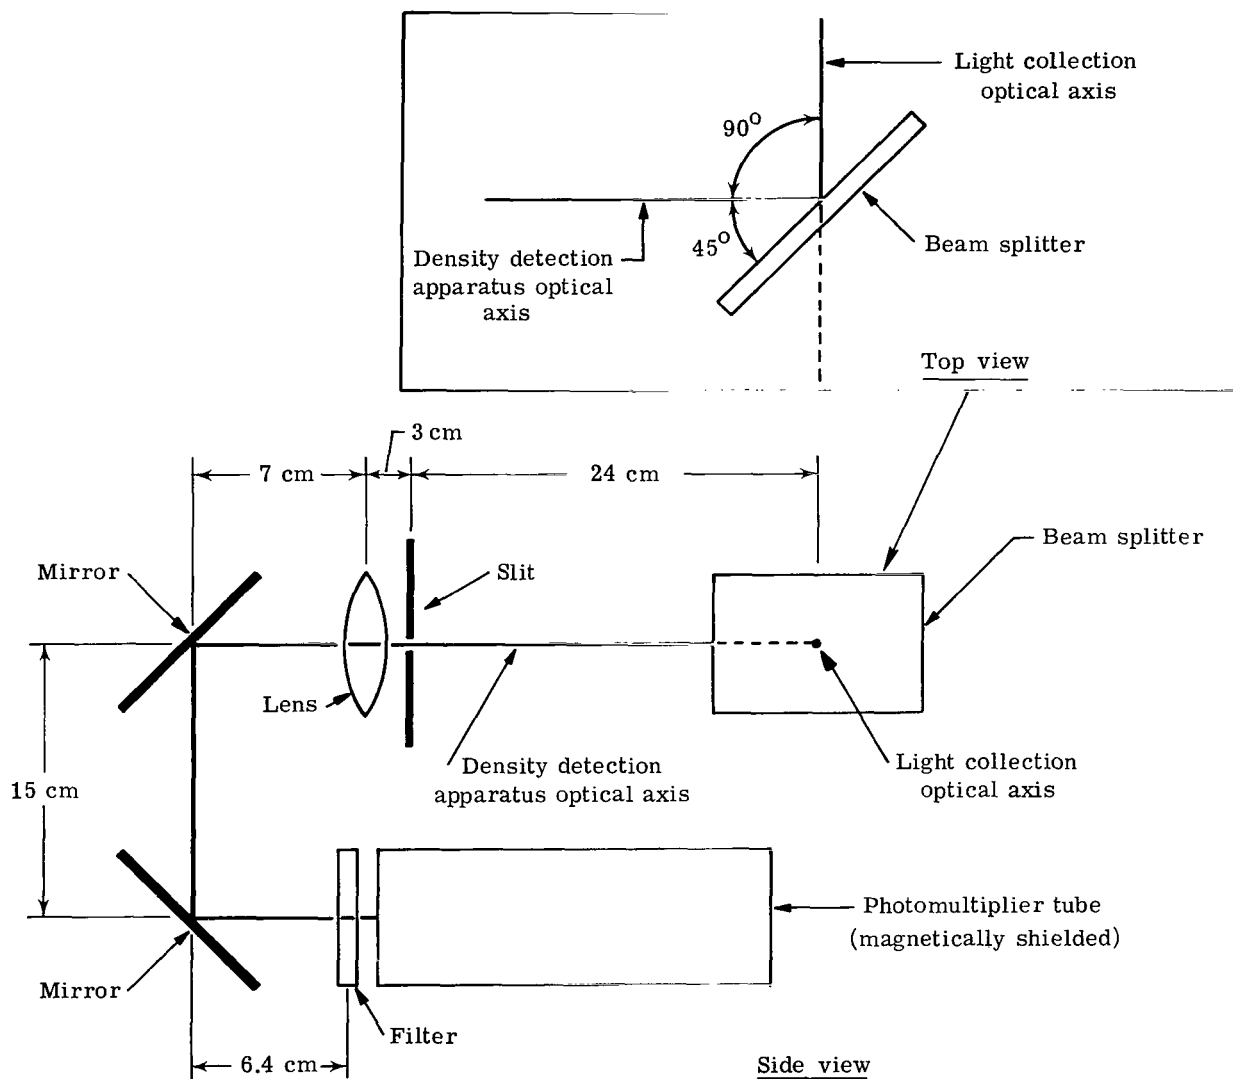 Light collection
optical axis
90°
45°
Beam splitter
Density detection
apparatus optical
axis
Top view
3 cm
7 cm
24 cm
Beam splitter
Mirror
Slit
Lens
Density detection
apparatus optical axis
Light collection
optical axis
15 cm
Photomultiplier tube
(magnetically shielded)
Mirror
Filter
6.4 cm
Side view